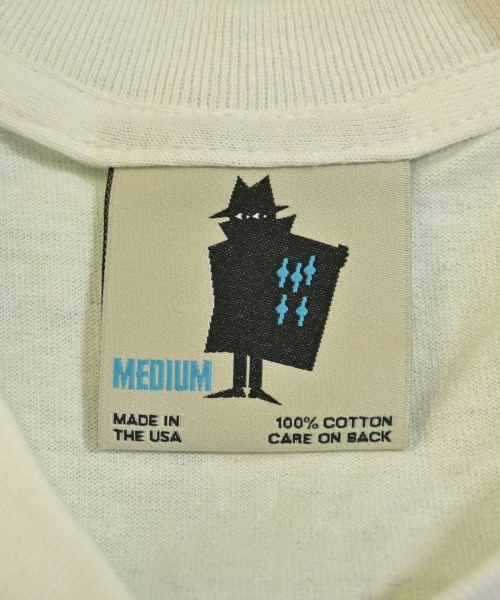 MEDIUM
MADE IN
THE USA
100% COTTON
CARE ON BACK